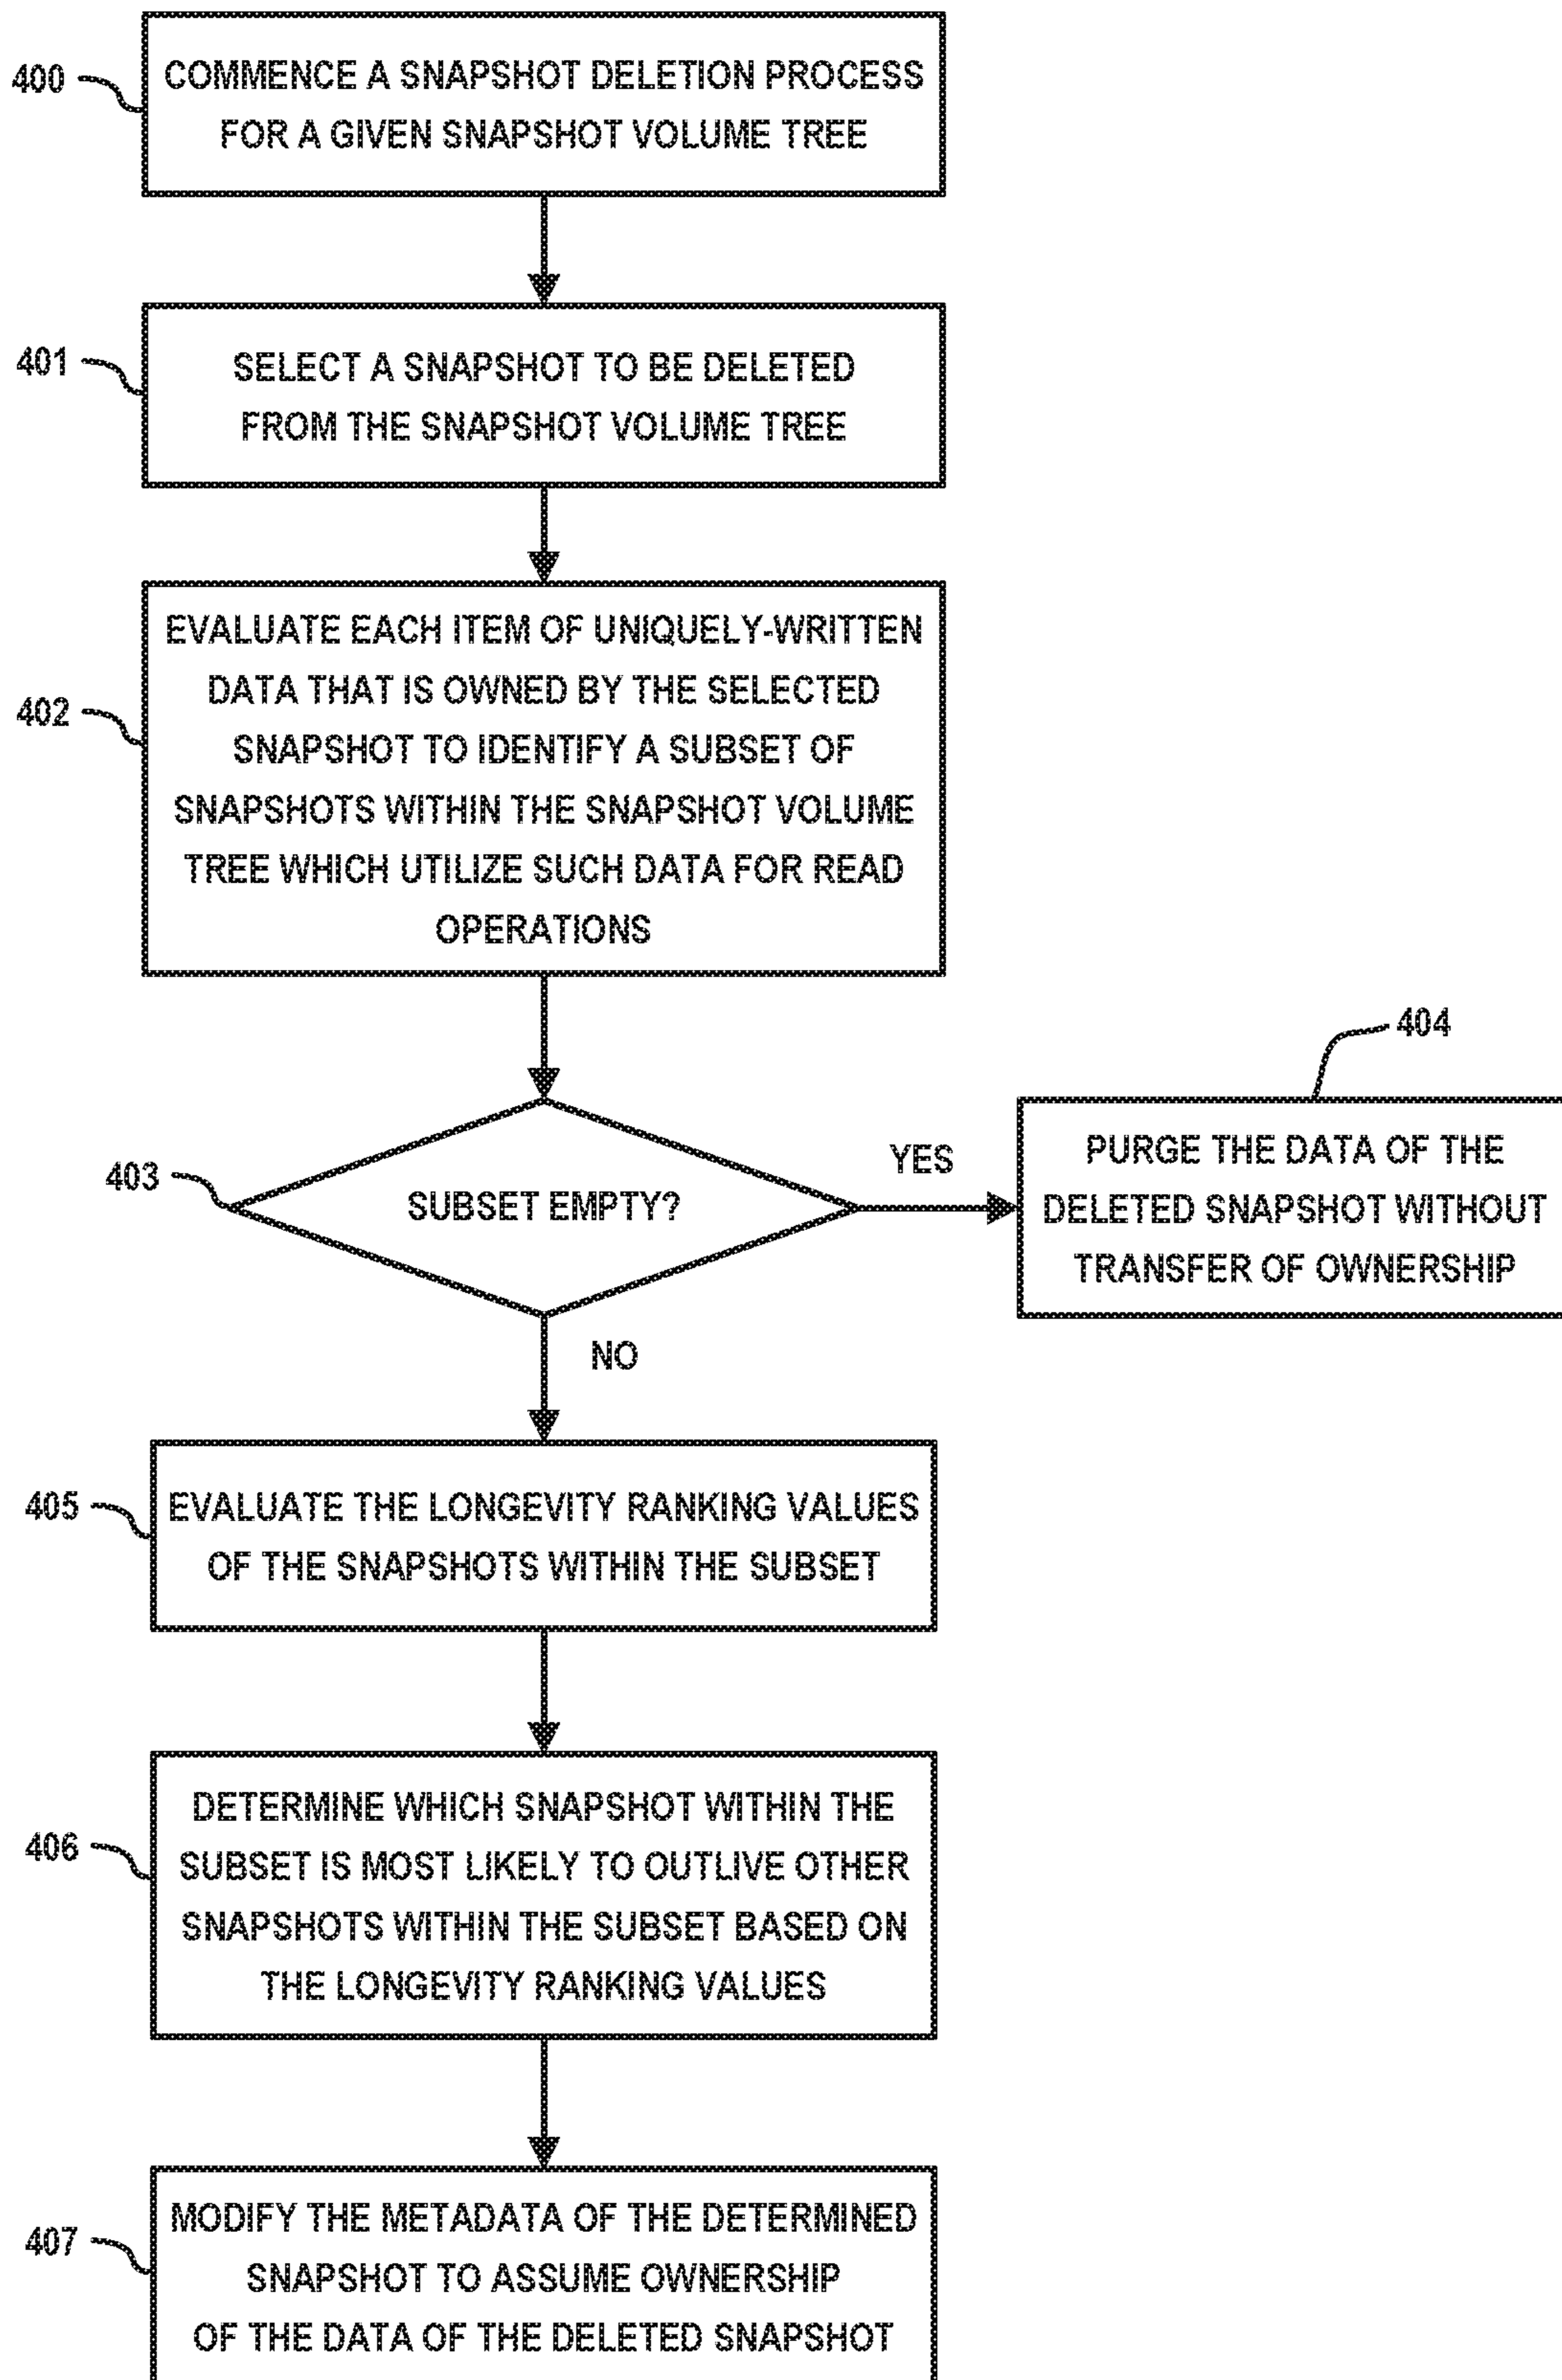 400
COMMENCE A SNAPSHOT DELETION PROCESS
FOR A GIVEN SNAPSHOT VOLUME TREE
401
SELECT A SNAPSHOT TO BE DELETED
FROM THE SNAPSHOT VOLUME TREE
402
EVALUATE EACH ITEM OF UNIQUELY-WRITTEN
DATA THAT IS OWNED BY THE SELECTED
SNAPSHOT TO IDENTIFY A SUBSET OF
SNAPSHOTS WITHIN THE SNAPSHOT VOLUME
TREE WHICH UTILIZE SUCH DATA FOR READ
OPERATIONS
403
SUBSET EMPTY?
YES
404
PURGE THE DATA OF THE
DELETED SNAPSHOT WITHOUT
TRANSFER OF OWNERSHIP
NO
405
EVALUATE THE LONGEVITY RANKING VALUES
OF THE SNAPSHOTS WITHIN THE SUBSET
406
DETERMINE WHICH SNAPSHOT WITHIN THE
SUBSET IS MOST LIKELY TO OUTLIVE OTHER
SNAPSHOTS WITHIN THE SUBSET BASED ON
THE LONGEVITY RANKING VALUES
407
MODIFY THE METADATA OF THE DETERMINED
SNAPSHOT TO ASSUME OWNERSHIP
OF THE DATA OF THE DELETED SNAPSHOT